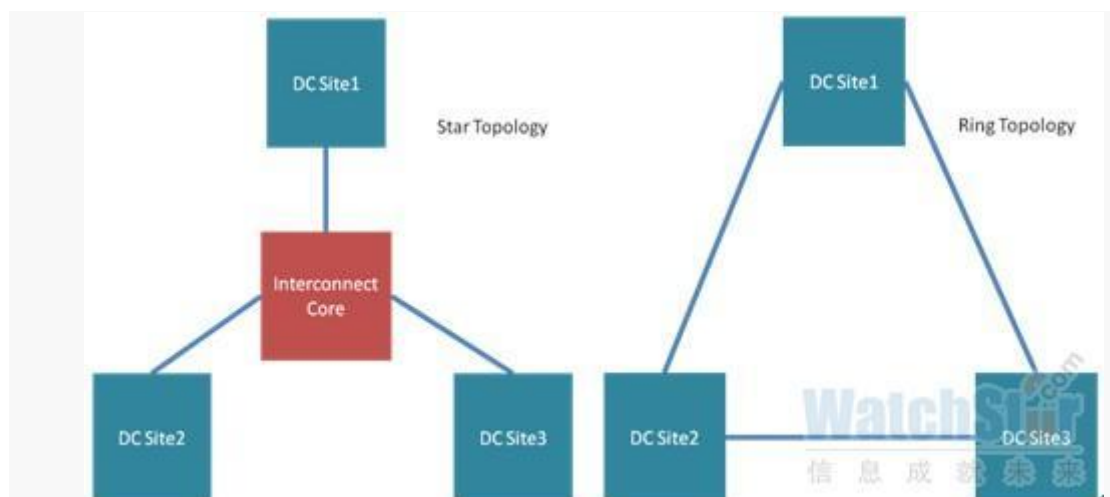 DC Site1
Star Topology
Interconnect
Core
DC Site2
DC Site3
DC Site1
Ring Topology
DC Site2
DC Site3
WatchStor
.com
信息成就未来